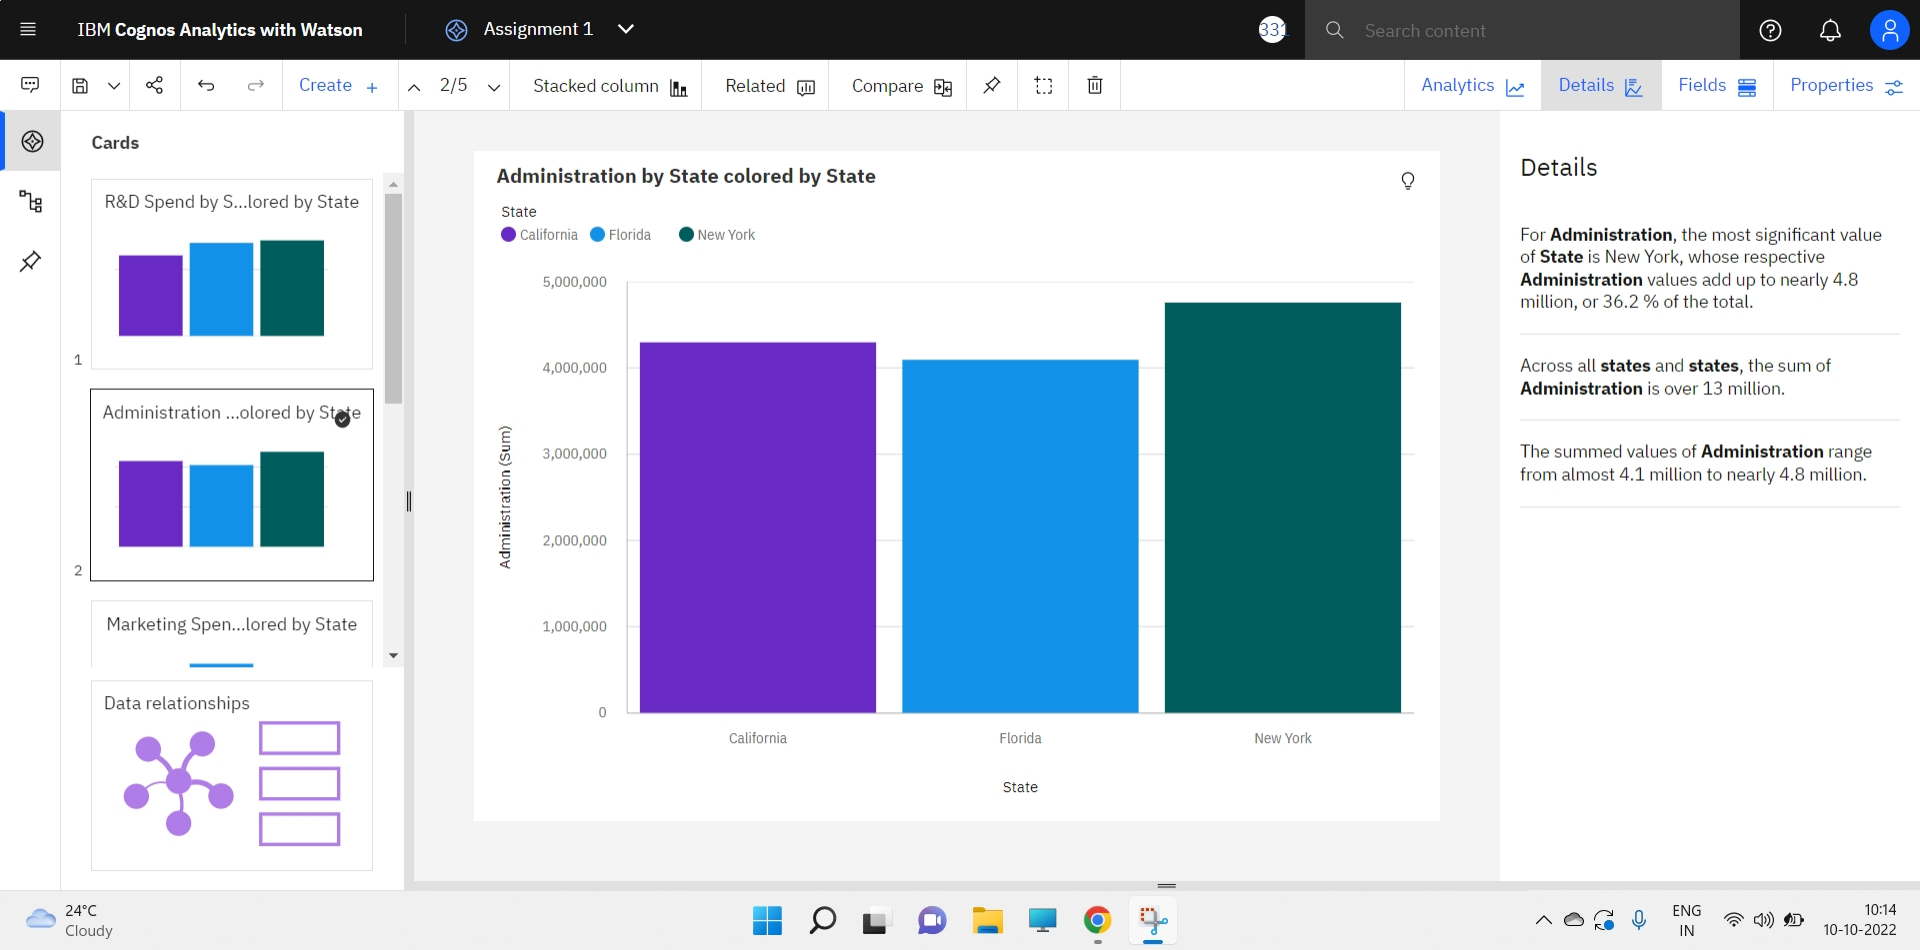 IBM Cognos Analytics with Watson
Assignment 1
331
Search content
Create +
2/5
Stacked column
Related
Compare
Analytics
Details
Fields
Properties
Cards
R&D Spend by S...lored by State
1
Administration ...olored by State
2
Marketing Spen...lored by State
Data relationships
Administration by State colored by State
State
California
Florida
New York
5,000,000
4,000,000
3,000,000
2,000,000
1,000,000
0
Administration (Sum)
California
Florida
New York
State
Details
For Administration, the most significant value
of State is New York, whose respective
Administration values add up to nearly 4.8
million, or 36.2 % of the total.
Across all states and states, the sum of
Administration is over 13 million.
The summed values of Administration range
from almost 4.1 million to nearly 4.8 million.
24°C
Cloudy
ENG
IN
10:14
10-10-2022